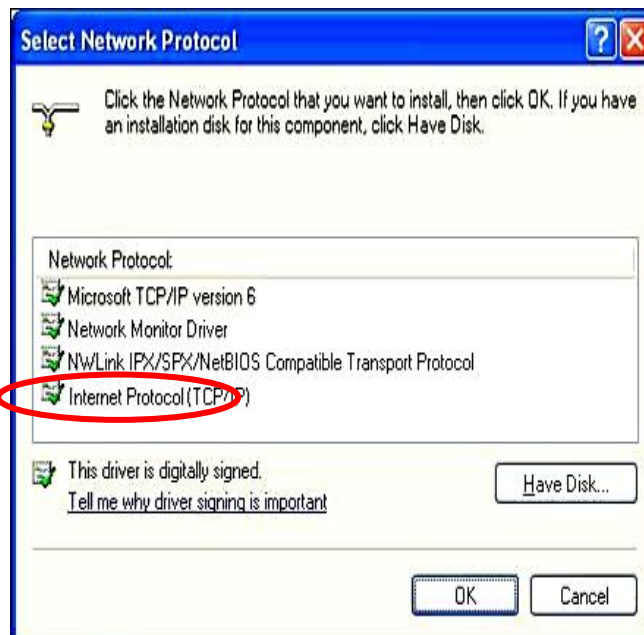 Select Network Protocol
Click the Network Protocol that you want to install, then click OK. If you have
an installation disk for this component, click Have Disk.
Network Protocol:
Microsoft TCP/IP version 6
Network Monitor Driver
NWLink IPX/SPX/NetBIOS Compatible Transport Protocol
Internet Protocol (TCP/IP)
This driver is digitally signed.
Tell me why driver signing is important
Have Disk...
OK
Cancel